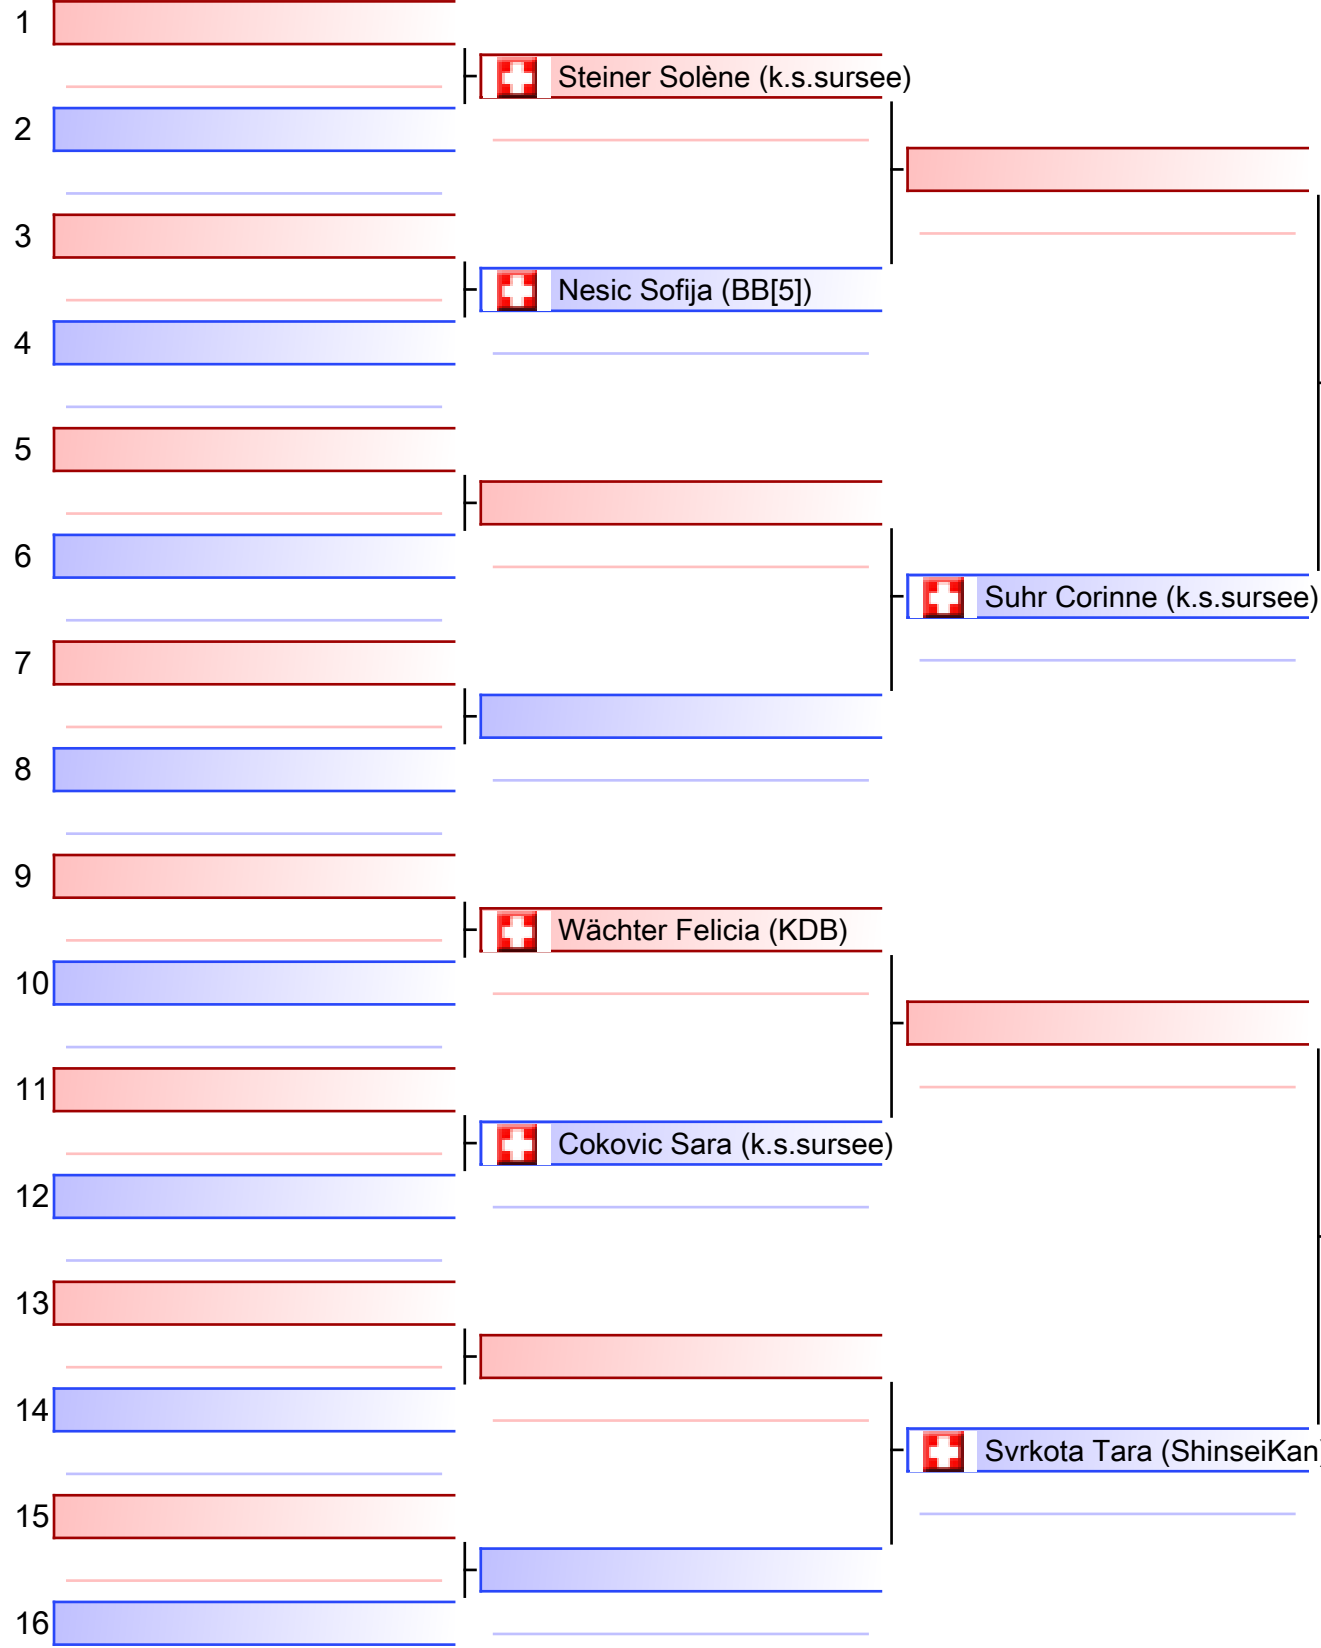 1
Steiner Solène (k.s.sursee)
2
3
Nesic Sofija (BB[5])
4
5
6
Suhr Corinne (k.s.sursee)
7
8
9
Wächter Felicia (KDB)
10
11
Cokovic Sara (k.s.sursee)
12
13
14
Svrkota Tara (ShinseiKan)
15
16